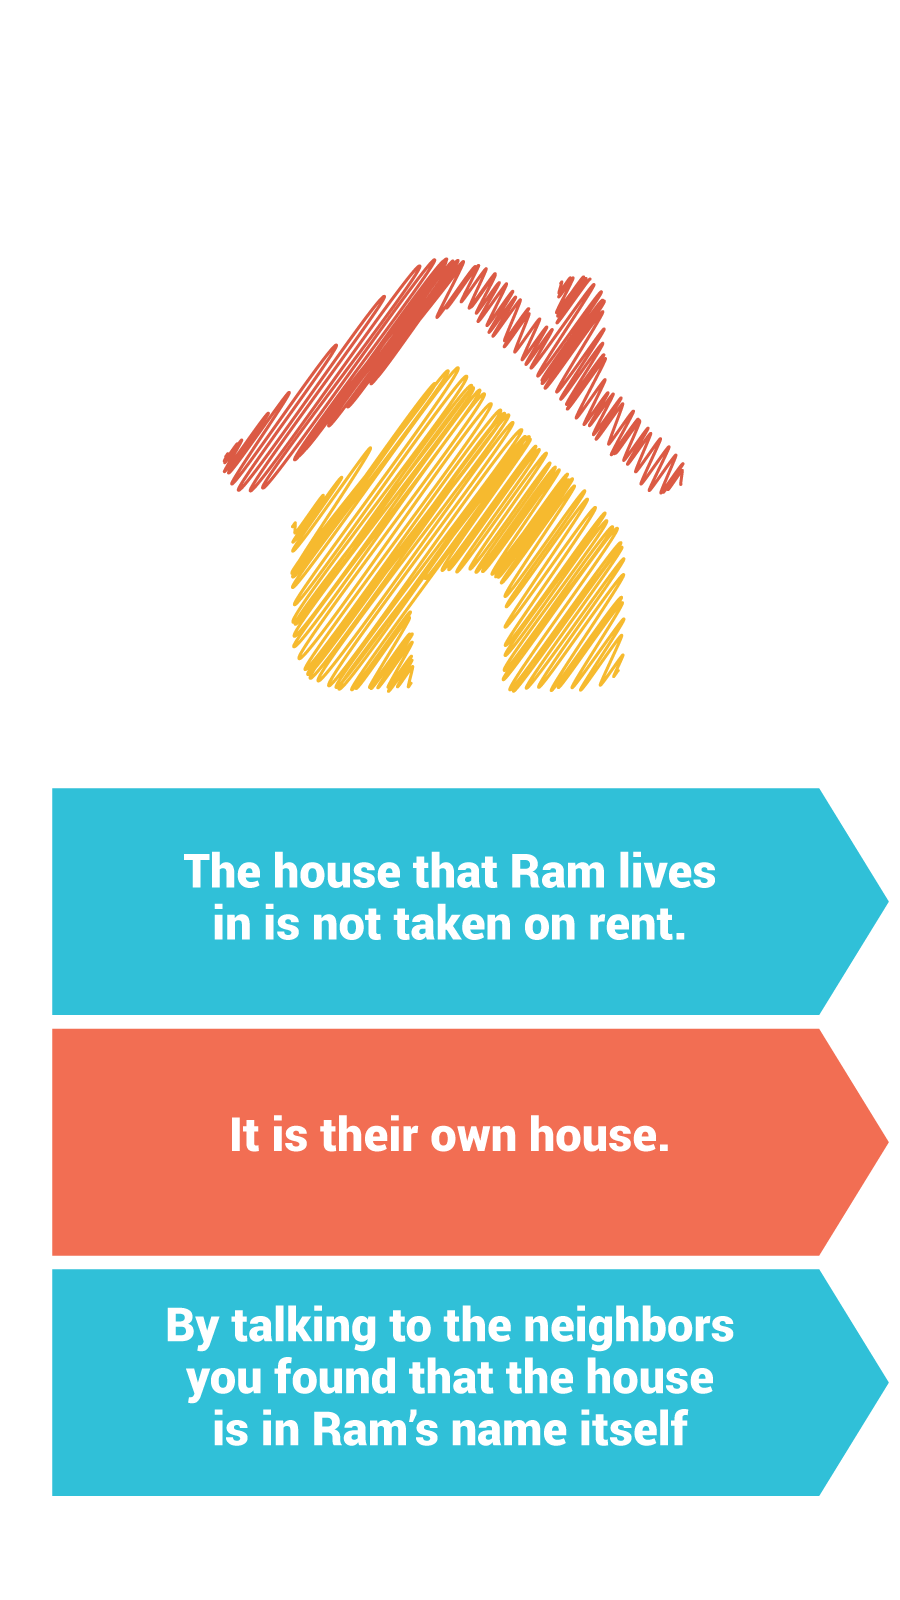 The house that Ram lives
in is not taken on rent.
It is their own house.
By talking to the neighbors
you found that the house
is in Ram’s name itself